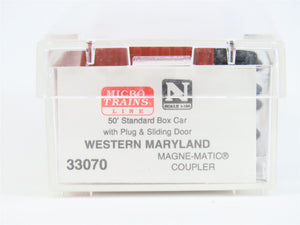 MICRO
TRAINS
LINE
N
SCALE 1:160
50' Standard Box Car
with Plug & Sliding Door
WESTERN MARYLAND
33070
MAGNE-MATIC®
COUPLER